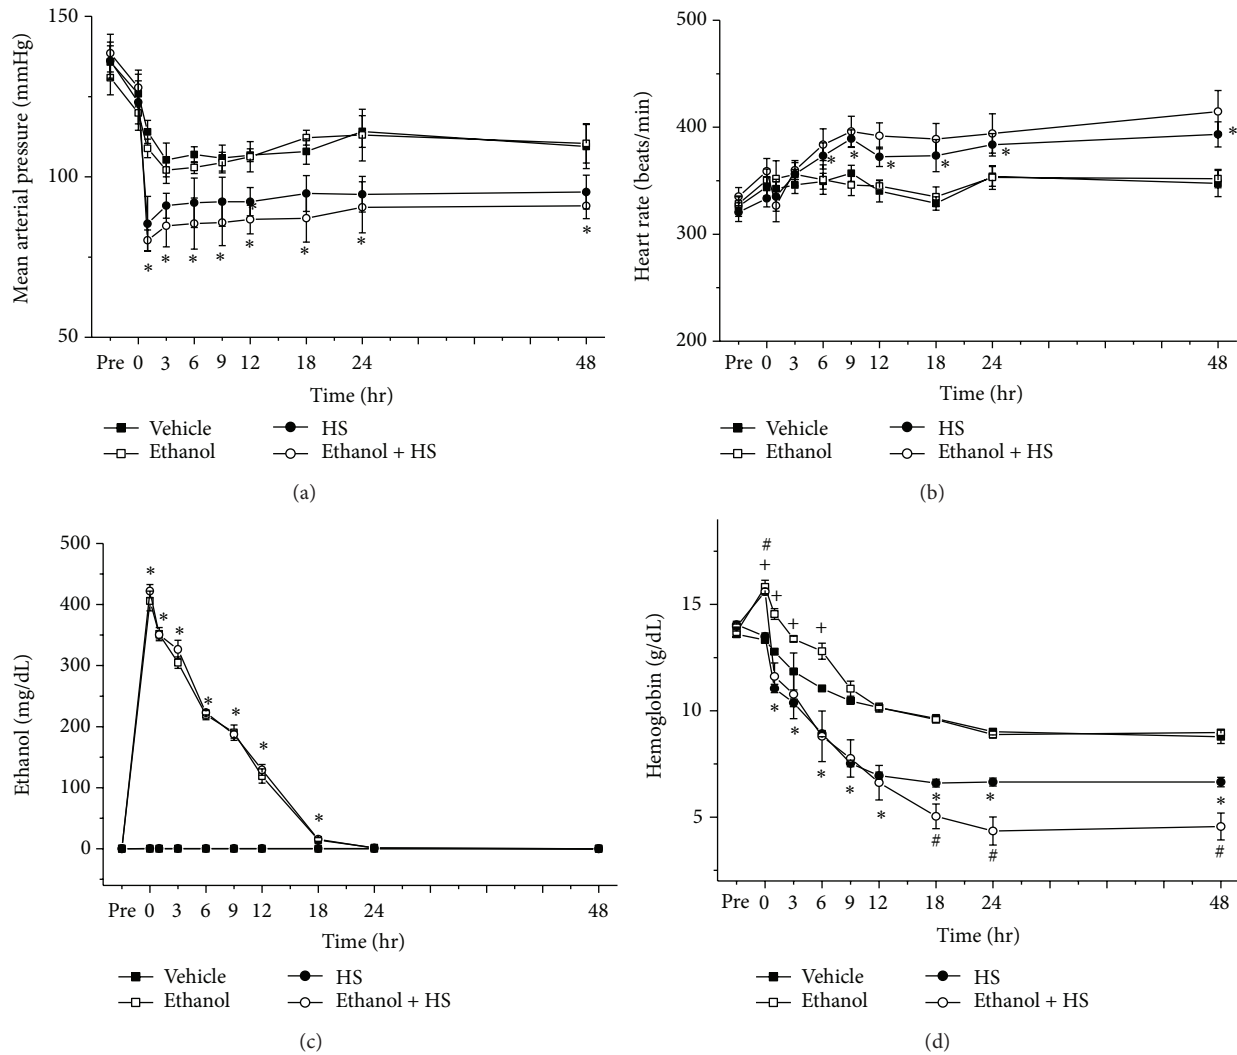 150
100
50
Mean arterial pressure (mmHg)
* * * * * * * *
Pre 0 3 6 9 12 18 24 48
Time (hr)
Vehicle HS
Ethanol Ethanol + HS
(a)
500
400
300
200
Heart rate (beats/min)
* * * * * *
Pre 0 3 6 9 12 18 24 48
Time (hr)
Vehicle HS
Ethanol Ethanol + HS
(b)
500
400
300
200
100
0
Ethanol (mg/dL)
* * * * * * *
Pre 0 3 6 9 12 18 24 48
Time (hr)
Vehicle HS
Ethanol Ethanol + HS
(c)
15
10
5
Hemoglobin (g/dL)
#
+ + + +
* * * * * * * *
# # #
Pre 0 3 6 9 12 18 24 48
Time (hr)
Vehicle HS
Ethanol Ethanol + HS
(d)